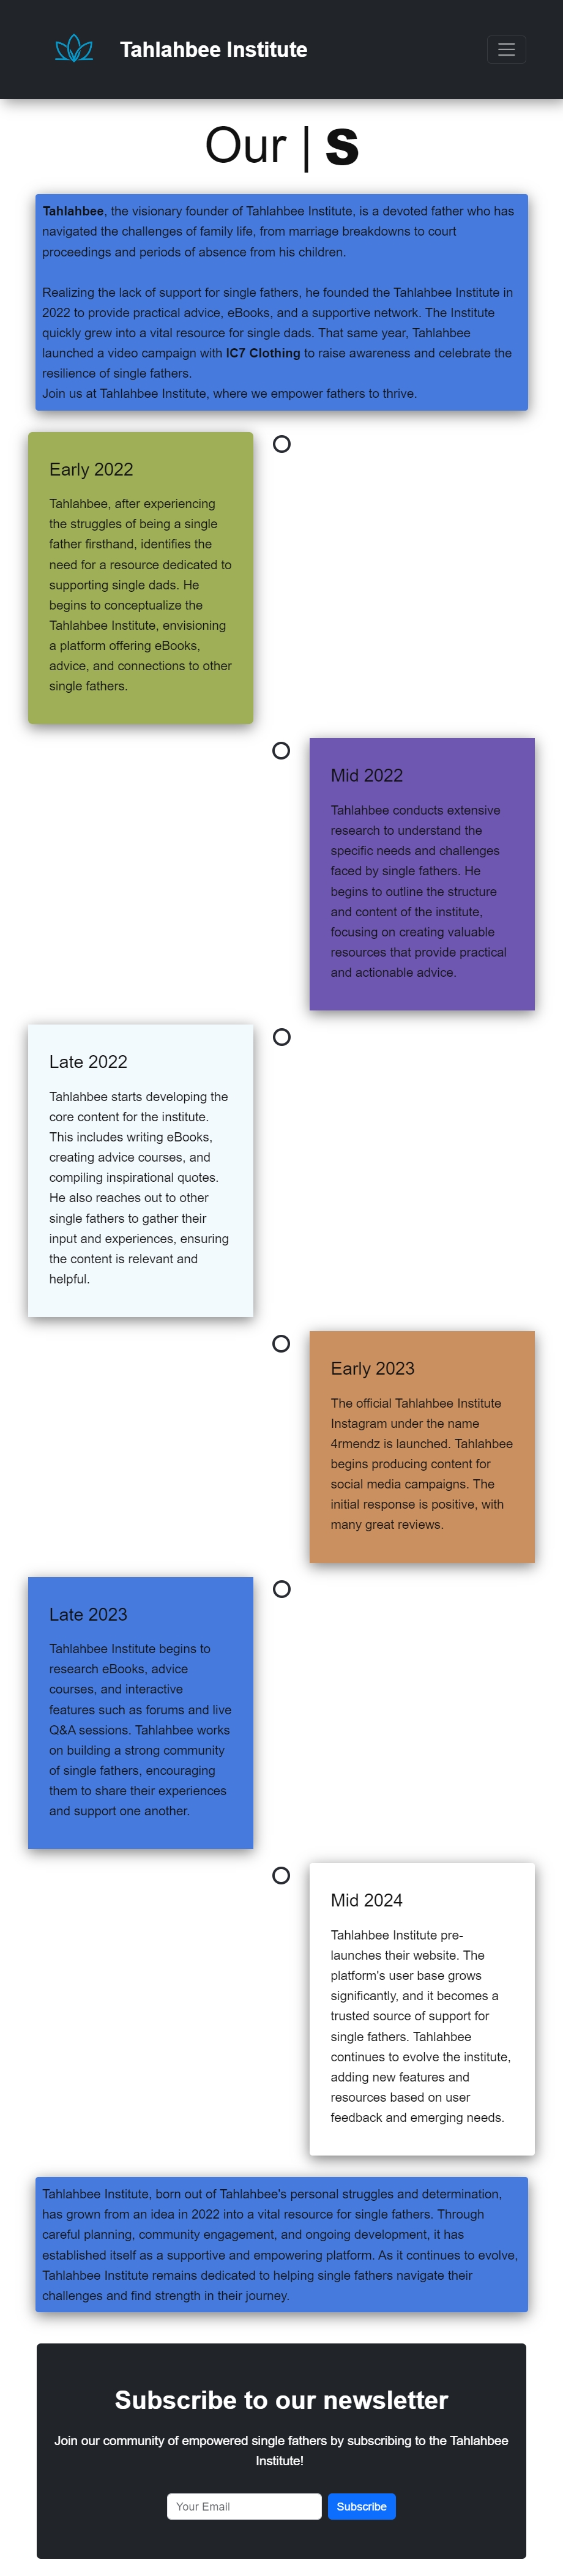 Tahlahbee Institute
Our | S
Tahlahbee, the visionary founder of Tahlahbee Institute, is a devoted father who has
navigated the challenges of family life, from marriage breakdowns to court
proceedings and periods of absence from his children.
Realizing the lack of support for single fathers, he founded the Tahlahbee Institute in
2022 to provide practical advice, eBooks, and a supportive network. The Institute
quickly grew into a vital resource for single dads. That same year, Tahlahbee
launched a video campaign with IC7 Clothing to raise awareness and celebrate the
resilience of single fathers.
Join us at Tahlahbee Institute, where we empower fathers to thrive.
Early 2022
Tahlahbee, after experiencing
the struggles of being a single
father firsthand, identifies the
need for a resource dedicated to
supporting single dads. He
begins to conceptualize the
Tahlahbee Institute, envisioning
a platform offering eBooks,
advice, and connections to other
single fathers.
Mid 2022
Tahlahbee conducts extensive
research to understand the
specific needs and challenges
faced by single fathers. He
begins to outline the structure
and content of the institute,
focusing on creating valuable
resources that provide practical
and actionable advice.
Late 2022
Tahlahbee starts developing the
core content for the institute.
This includes writing eBooks,
creating advice courses, and
compiling inspirational quotes.
He also reaches out to other
single fathers to gather their
input and experiences, ensuring
the content is relevant and
helpful.
Early 2023
The official Tahlahbee Institute
Instagram under the name
4rmendz is launched. Tahlahbee
begins producing content for
social media campaigns. The
initial response is positive, with
many great reviews.
Late 2023
Tahlahbee Institute begins to
research eBooks, advice
courses, and interactive
features such as forums and live
Q&A sessions. Tahlahbee works
on building a strong community
of single fathers, encouraging
them to share their experiences
and support one another.
Mid 2024
Tahlahbee Institute pre-
launches their website. The
platform's user base grows
significantly, and it becomes a
trusted source of support for
single fathers. Tahlahbee
continues to evolve the institute,
adding new features and
resources based on user
feedback and emerging needs.
Tahlahbee Institute, born out of Tahlahbee's personal struggles and determination,
has grown from an idea in 2022 into a vital resource for single fathers. Through
careful planning, community engagement, and ongoing development, it has
established itself as a supportive and empowering platform. As it continues to evolve,
Tahlahbee Institute remains dedicated to helping single fathers navigate their
challenges and find strength in their journey.
Subscribe to our newsletter
Join our community of empowered single fathers by subscribing to the Tahlahbee
Institute!
Your Email
Subscribe